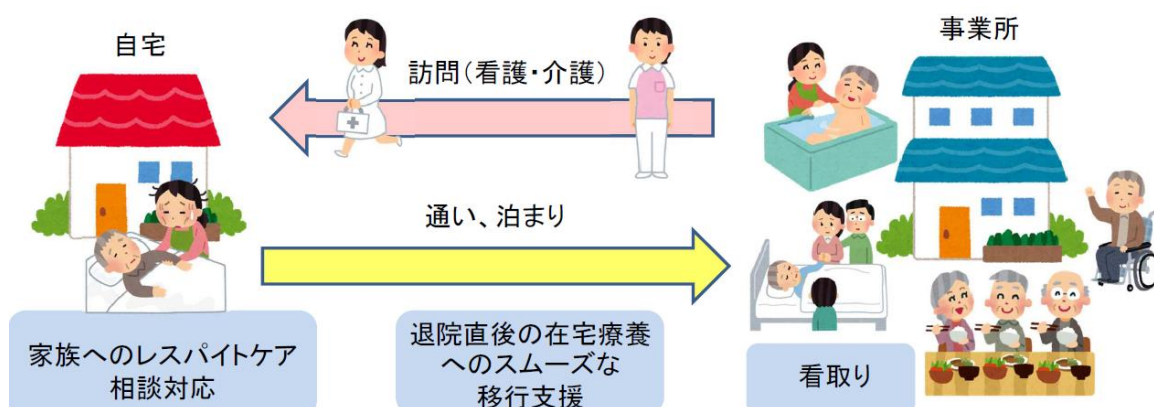 自宅
事業所
訪問（看護・介護）
通い、泊まり
家族へのレスパイトケア
相談対応
退院直後の在宅療養
へのスムーズな
移行支援
看取り